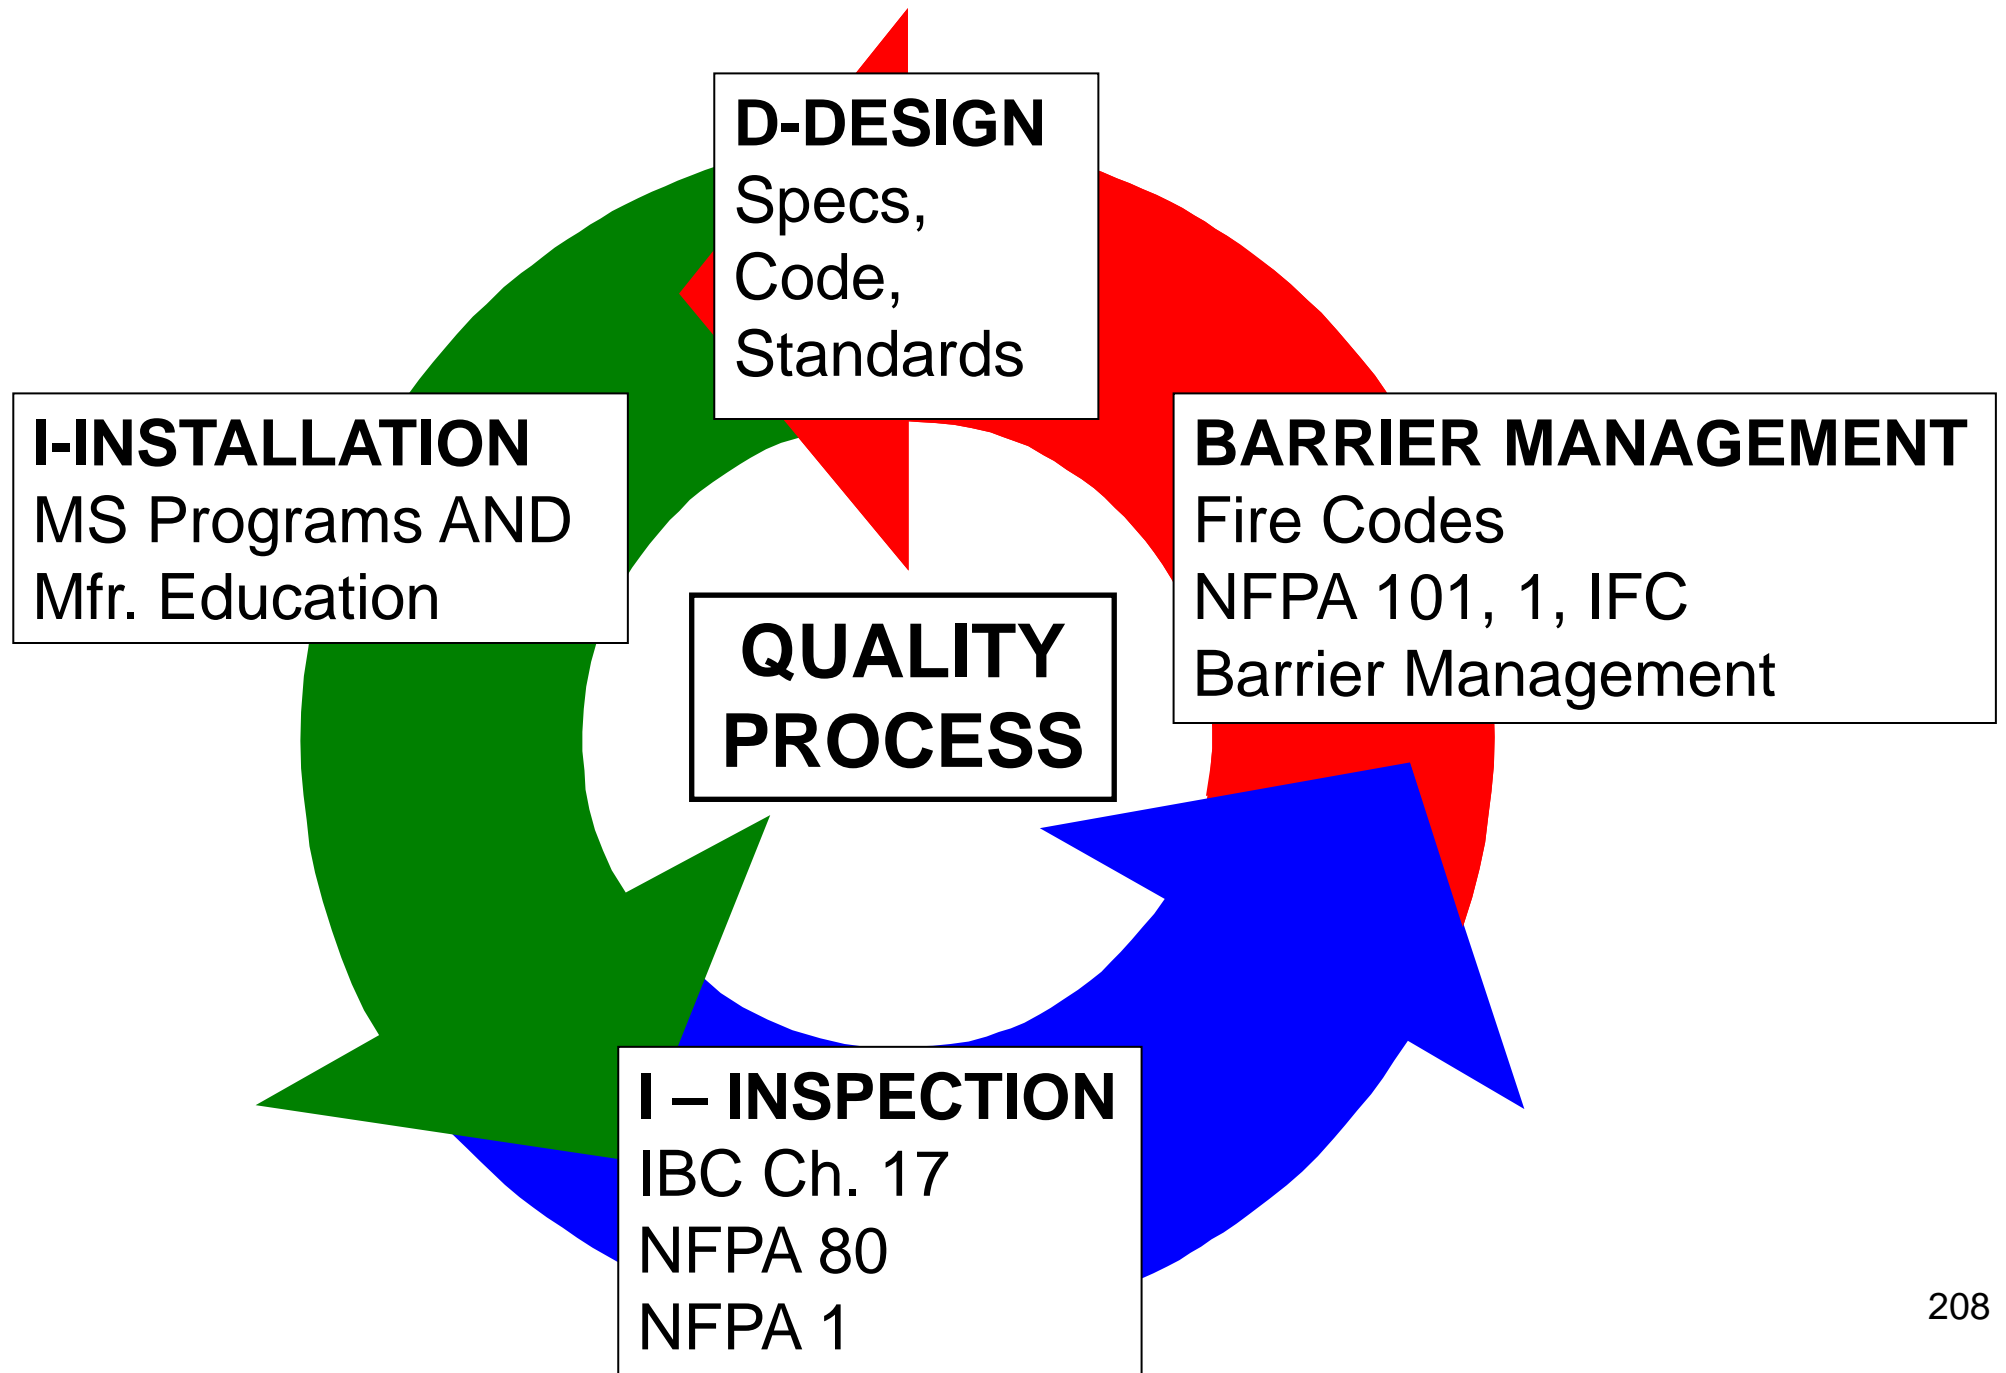 D-DESIGN
Specs,
Code,
Standards
I-INSTALLATION
MS Programs AND
Mfr. Education
BARRIER MANAGEMENT
Fire Codes
NFPA 101, 1, IFC
Barrier Management
QUALITY
PROCESS
I – INSPECTION
IBC Ch. 17
NFPA 80
NFPA 1
208